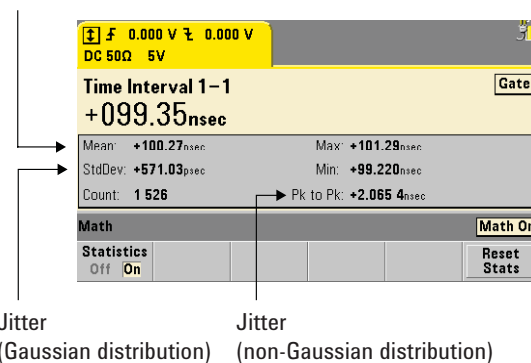 ↕ ↱ 0.000 V ↳ 0.000 V
DC 50Ω 5V
Time Interval 1–1
Gate
+099.35nsec
Mean: +100.27nsec Max: +101.29nsec
StdDev: +571.03psec Min: +99.220nsec
Count: 1 526 Pk to Pk: +2.065 4nsec
Math
Math On
Statistics
Off On
Reset
Stats
Jitter
(Gaussian distribution)
Jitter
(non-Gaussian distribution)